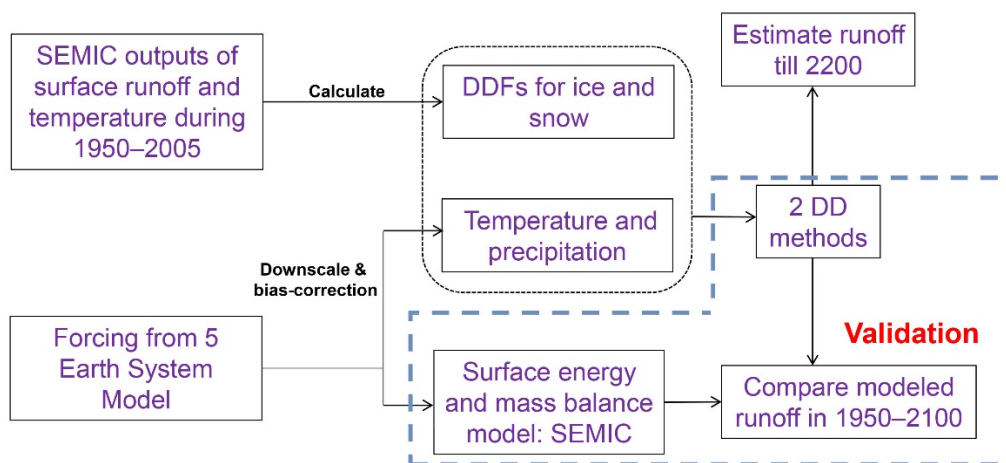 SEMIC outputs of
surface runoff and
temperature during
1950–2005
Calculate
DDFs for ice and
snow
Estimate runoff
till 2200
Temperature and
precipitation
2 DD
methods
Downscale &
bias-correction
Forcing from 5
Earth System
Model
Surface energy
and mass balance
model: SEMIC
Validation
Compare modeled
runoff in 1950–2100